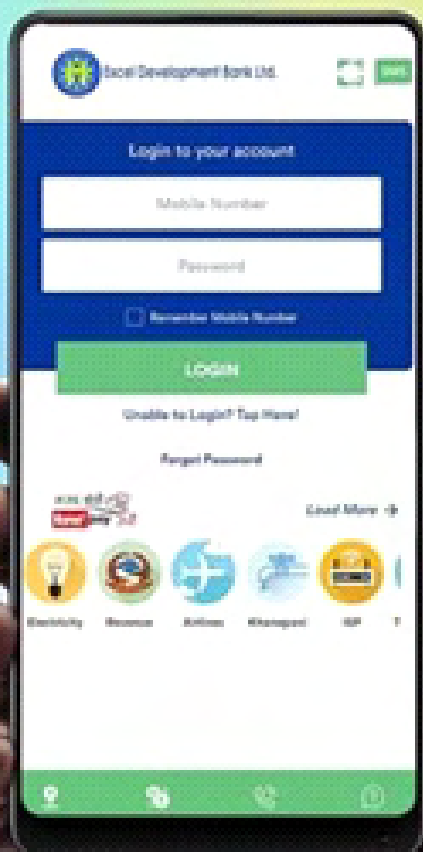 Excel Development Bank Ltd.
SMS
Login to your account
Mobile Number
Password
Remember Mobile Number
LOGIN
Unable to Login? Tap Here!
Forgot Password
Load More →
Electricity
Revenue
Airlines
Khanepani
ISP
T